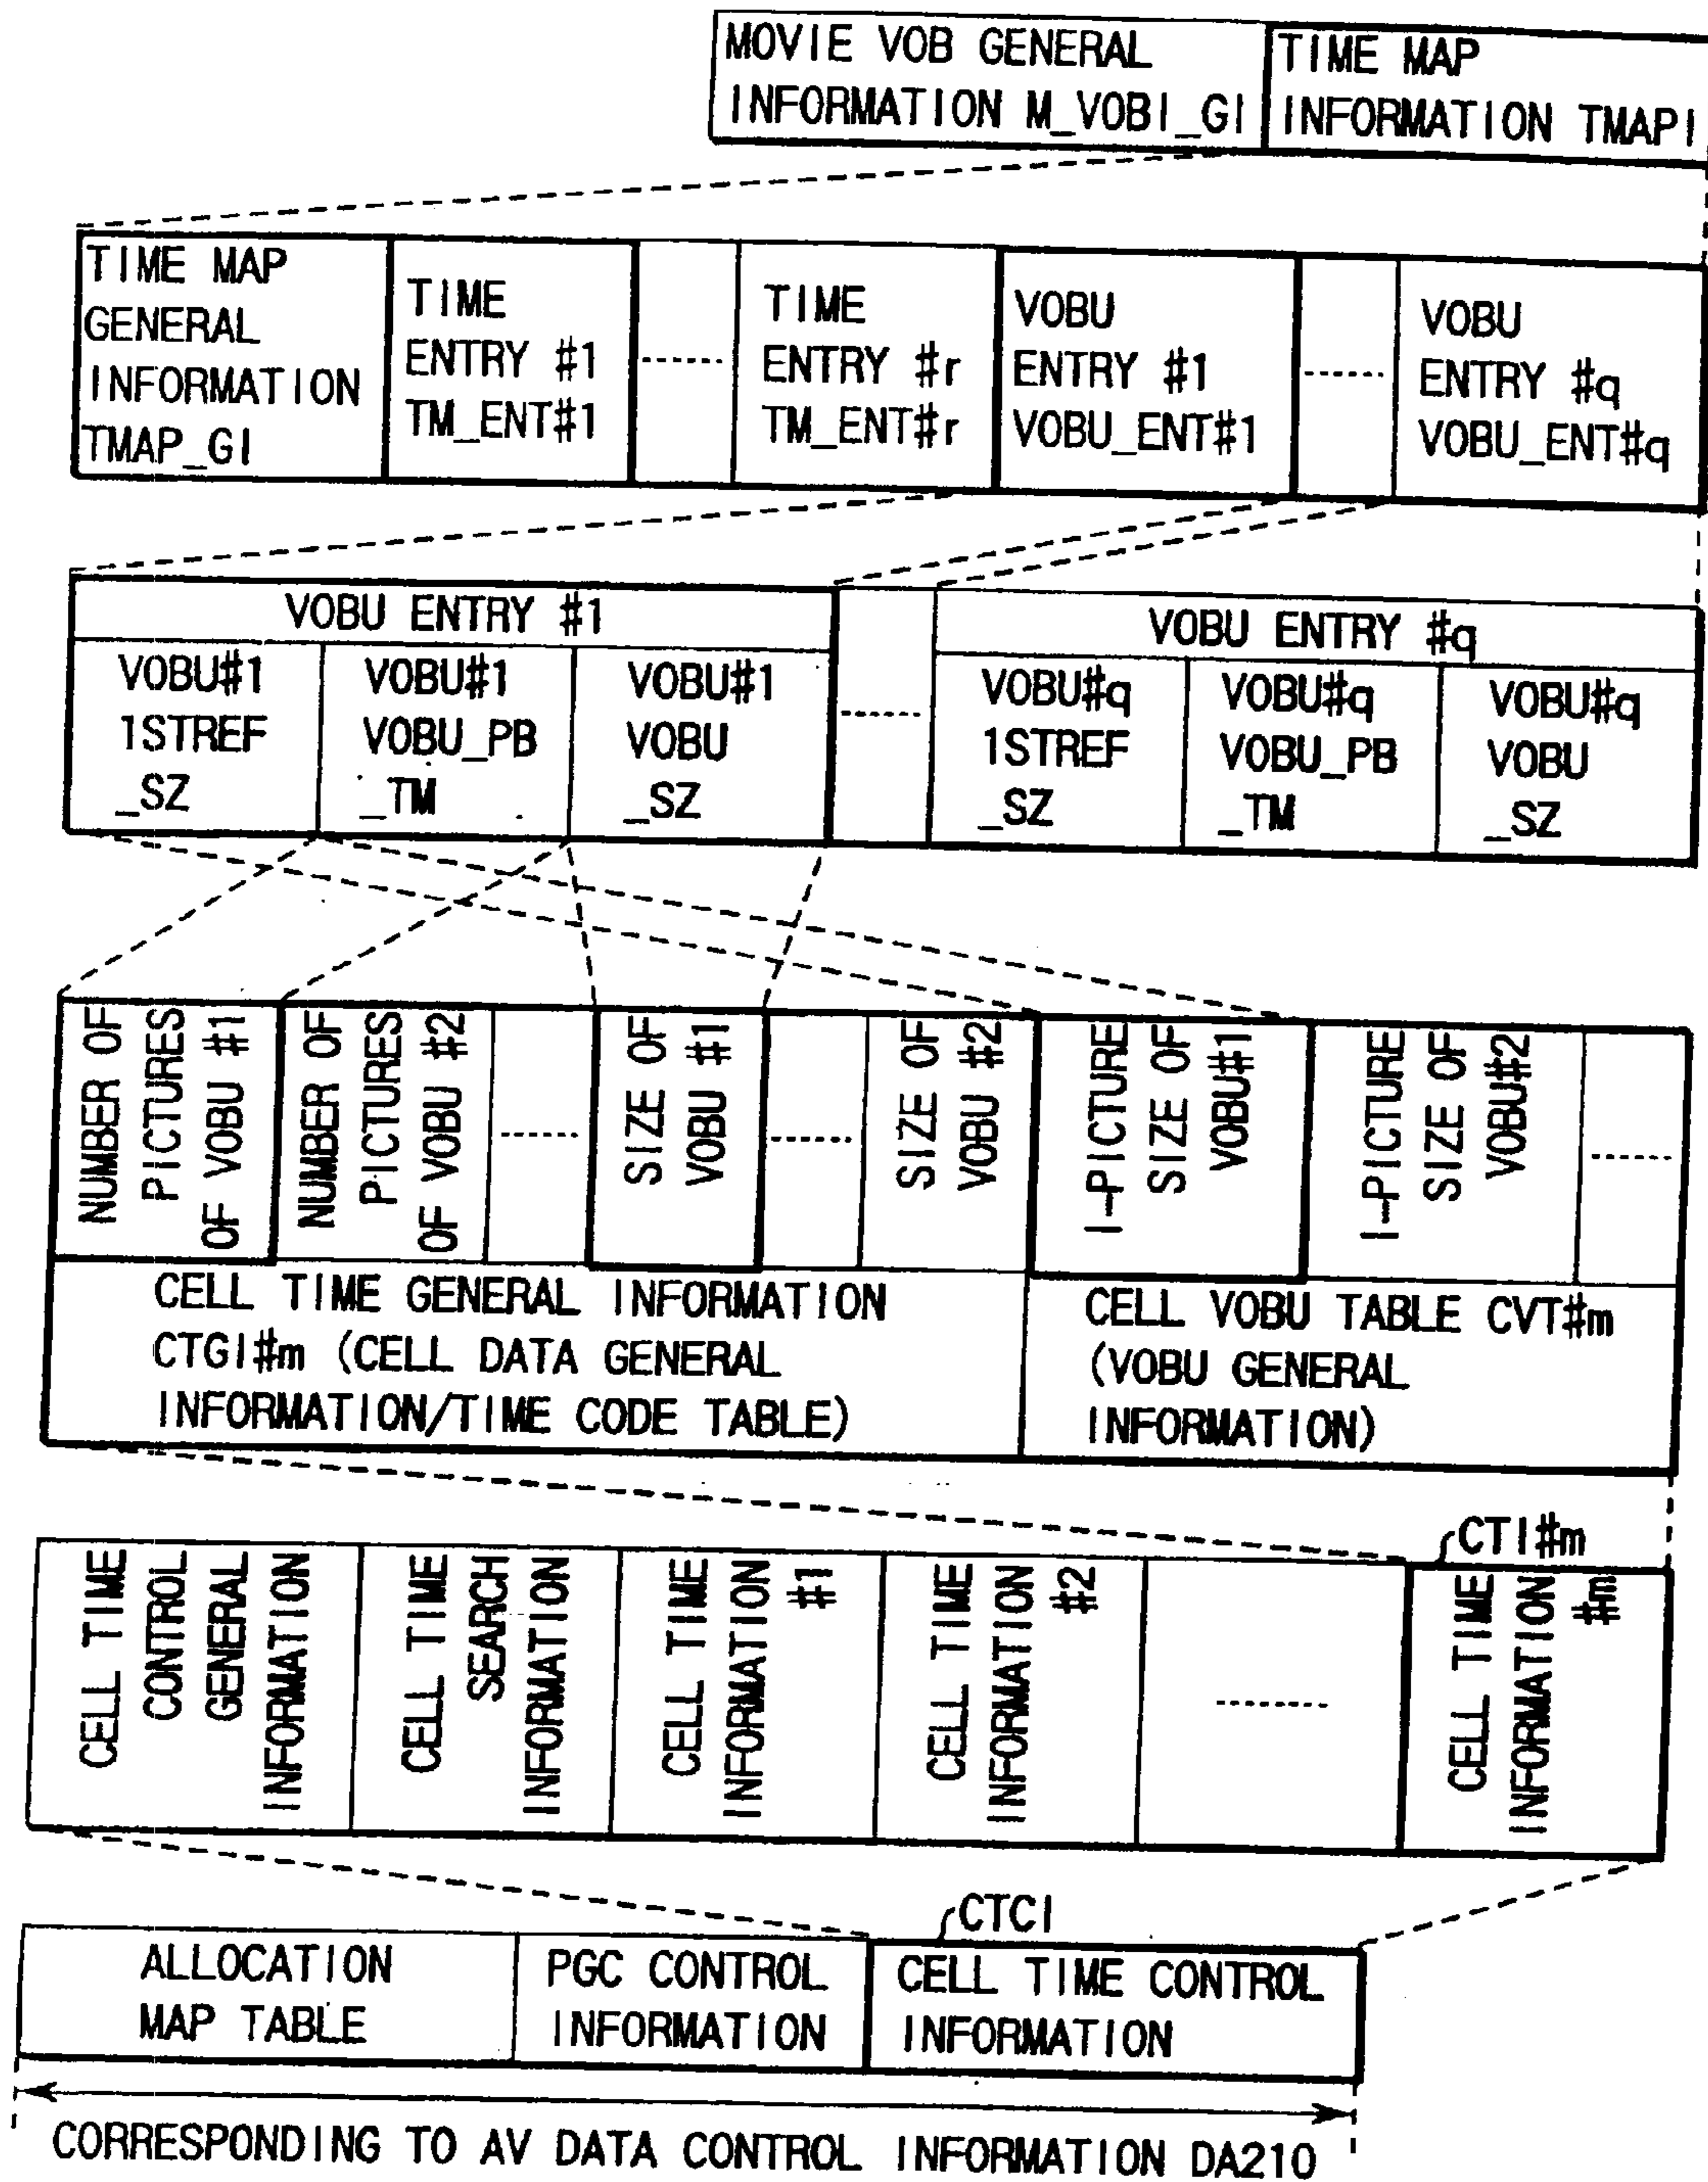 MOVIE VOB GENERAL
INFORMATION M_VOBI_GI
TIME MAP
INFORMATION TMAPI
TIME MAP
GENERAL
INFORMATION
TMAP_GI
TIME
ENTRY #1
TM_ENT#1
TIME
ENTRY #r
TM_ENT#r
VOBU
ENTRY #1
VOBU_ENT#1
VOBU
ENTRY #q
VOBU_ENT#q
VOBU ENTRY #1
VOBU#1
1STREF
_SZ
VOBU#1
VOBU_PB
_TM
VOBU#1
VOBU
_SZ
VOBU ENTRY #q
VOBU#q
1STREF
_SZ
VOBU#q
VOBU_PB
_TM
VOBU#q
VOBU
_SZ
NUMBER OF
PICTURES
OF VOBU #1
NUMBER OF
PICTURES
OF VOBU #2
SIZE OF
VOBU #1
SIZE OF
VOBU #2
I-PICTURE
SIZE OF
VOBU#1
I-PICTURE
SIZE OF
VOBU#2
CELL TIME GENERAL INFORMATION
CTGI#m (CELL DATA GENERAL
INFORMATION/TIME CODE TABLE)
CELL VOBU TABLE CVT#m
(VOBU GENERAL
INFORMATION)
CTI#m
CELL TIME
CONTROL
GENERAL
INFORMATION
CELL TIME
SEARCH
INFORMATION
CELL TIME
INFORMATION
#1
CELL TIME
INFORMATION
#2
CELL TIME
INFORMATION
#m
CTCI
ALLOCATION
MAP TABLE
PGC CONTROL
INFORMATION
CELL TIME CONTROL
INFORMATION
CORRESPONDING TO AV DATA CONTROL INFORMATION DA210